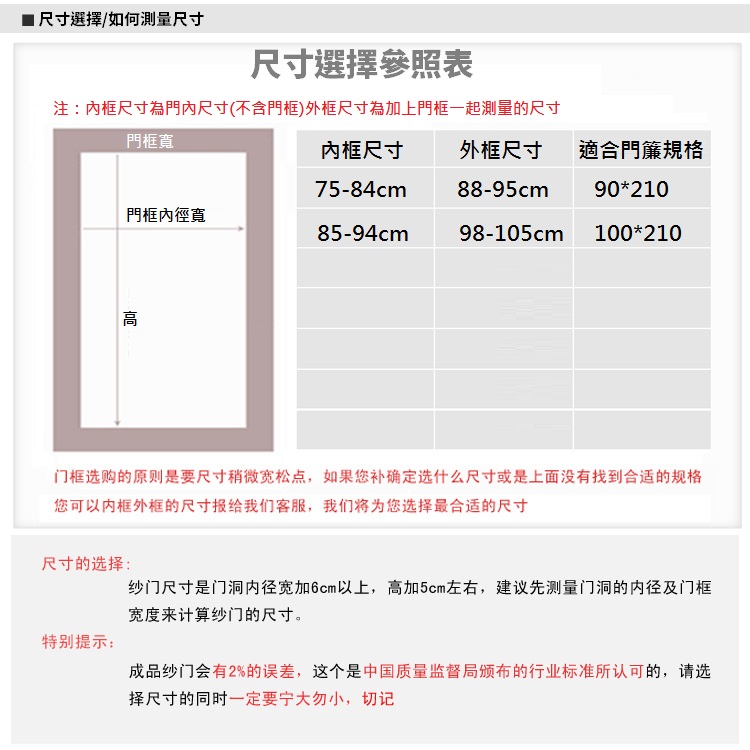 ■ 尺寸選擇/如何測量尺寸
尺寸選擇參照表
注：內框尺寸為門內尺寸(不含門框)外框尺寸為加上門框一起測量的尺寸
門框寬
門框內徑寬
高
內框尺寸 外框尺寸 適合門簾規格
75-84cm 88-95cm 90*210
85-94cm 98-105cm 100*210
门框选购的原则是要尺寸稍微宽松点，如果您补确定选什么尺寸或是上面没有找到合适的规格
您可以内框外框的尺寸报给我们客服，我们将为您选择最合适的尺寸
尺寸的选择:
纱门尺寸是门洞内径宽加6cm以上，高加5cm左右，建议先测量门洞的内径及门框
宽度来计算纱门的尺寸。
特别提示:
成品纱门会有2%的误差，这个是中国质量监督局颁布的行业标准所认可的，请选
择尺寸的同时一定要宁大勿小，切记